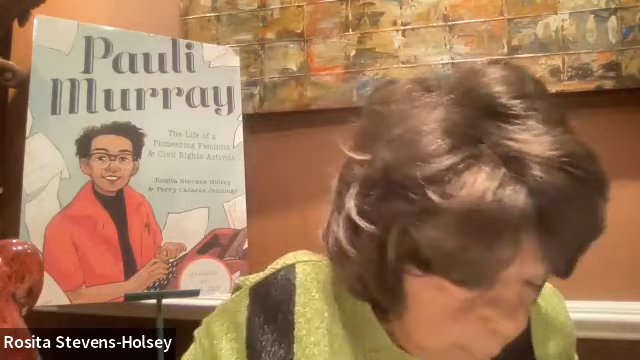 Pauli
Murray
The Life of a
Pioneering Feminist
& Civil Rights Activist
Rosita Stevens-Holsey
& Terry Catasús Jennings
Rosita Stevens-Holsey